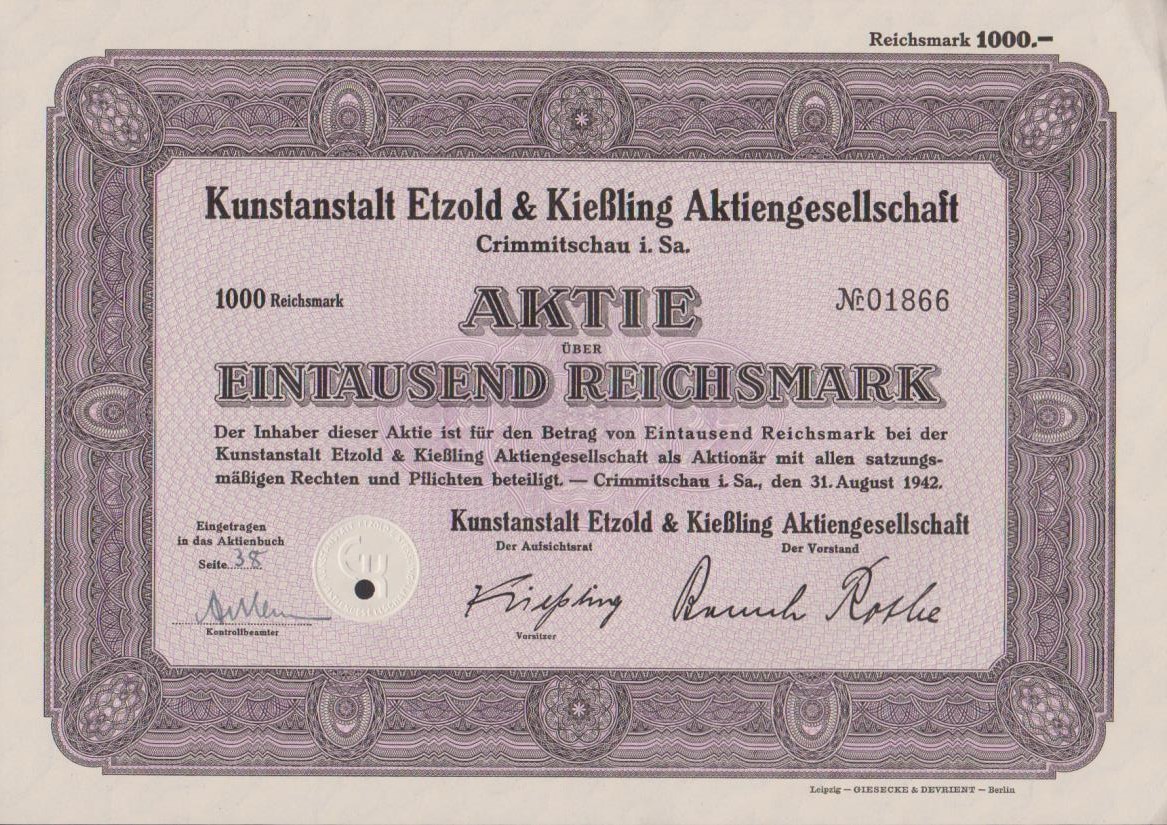 Reichsmark 1000.–
Kunstanstalt Etzold & Kießling Aktiengesellschaft
Crimmitschau i. Sa.
1000 Reichsmark
AKTIE
№ 01866
ÜBER
EINTAUSEND REICHSMARK
Der Inhaber dieser Aktie ist für den Betrag von Eintausend Reichsmark bei der
Kunstanstalt Etzold & Kießling Aktiengesellschaft als Aktionär mit allen satzungs-
mäßigen Rechten und Pflichten beteiligt. — Crimmitschau i. Sa., den 31. August 1942.
Eingetragen
in das Aktienbuch
Seite 38
Kontrollbeamter
Kunstanstalt Etzold & Kießling Aktiengesellschaft
Der Aufsichtsrat
Der Vorstand
Kießling
Rothe
Vorsitzer
Leipzig — GIESECKE & DEVRIENT — Berlin